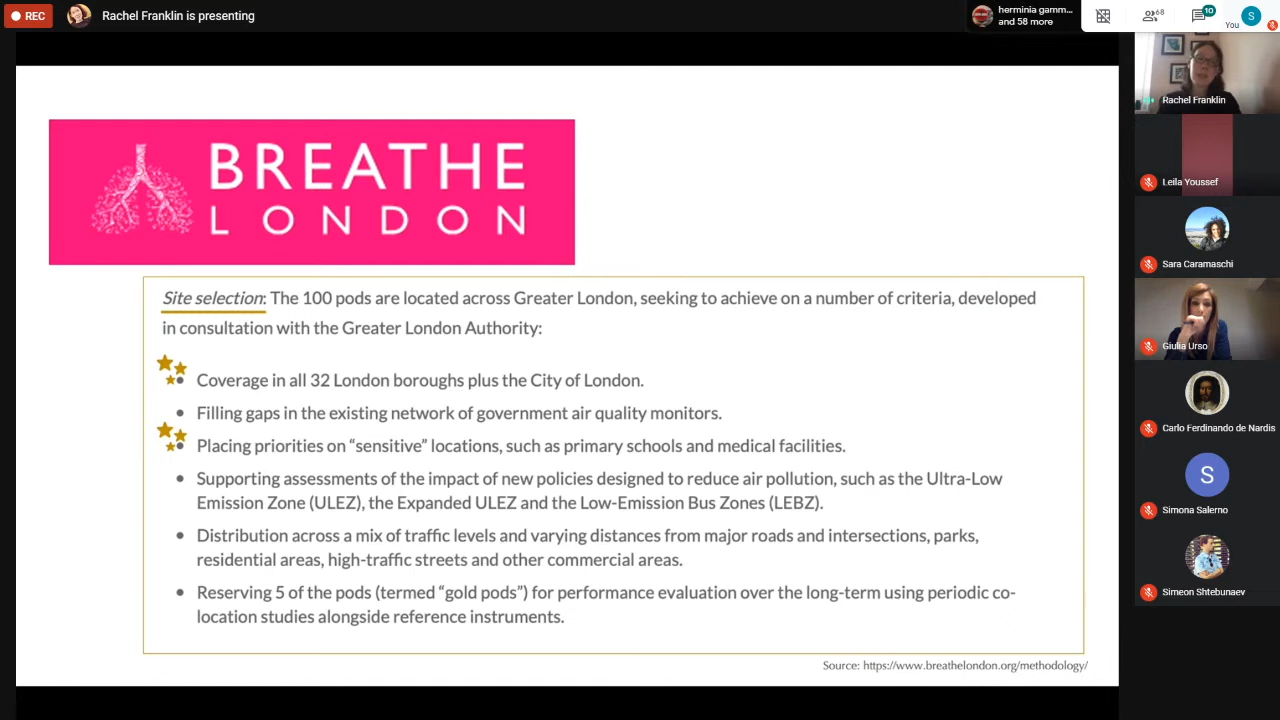 REC
Rachel Franklin is presenting
herminia gamm...
and 58 more
68
10
You
S
BREATHE
LONDON
Site selection: The 100 pods are located across Greater London, seeking to achieve on a number of criteria, developed
in consultation with the Greater London Authority:
Coverage in all 32 London boroughs plus the City of London.
Filling gaps in the existing network of government air quality monitors.
Placing priorities on “sensitive” locations, such as primary schools and medical facilities.
Supporting assessments of the impact of new policies designed to reduce air pollution, such as the Ultra-Low
Emission Zone (ULEZ), the Expanded ULEZ and the Low-Emission Bus Zones (LEBZ).
Distribution across a mix of traffic levels and varying distances from major roads and intersections, parks,
residential areas, high-traffic streets and other commercial areas.
Reserving 5 of the pods (termed “gold pods”) for performance evaluation over the long-term using periodic co-
location studies alongside reference instruments.
Source: https://www.breathelondon.org/methodology/
Rachel Franklin
Leila Youssef
Sara Caramaschi
Giulia Urso
Carlo Ferdinando de Nardis
S
Simona Salerno
Simeon Shtebunaev